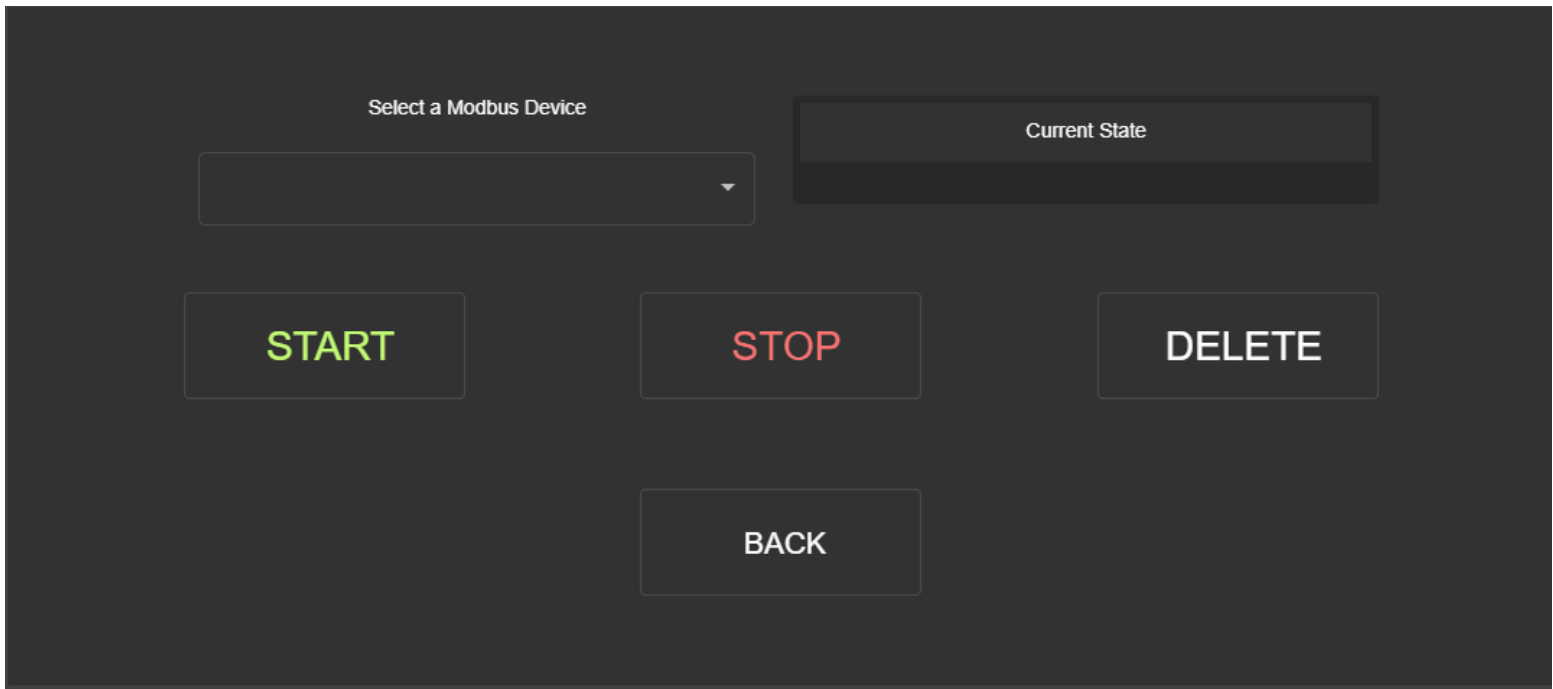 Select a Modbus Device
Current State
START
STOP
DELETE
BACK